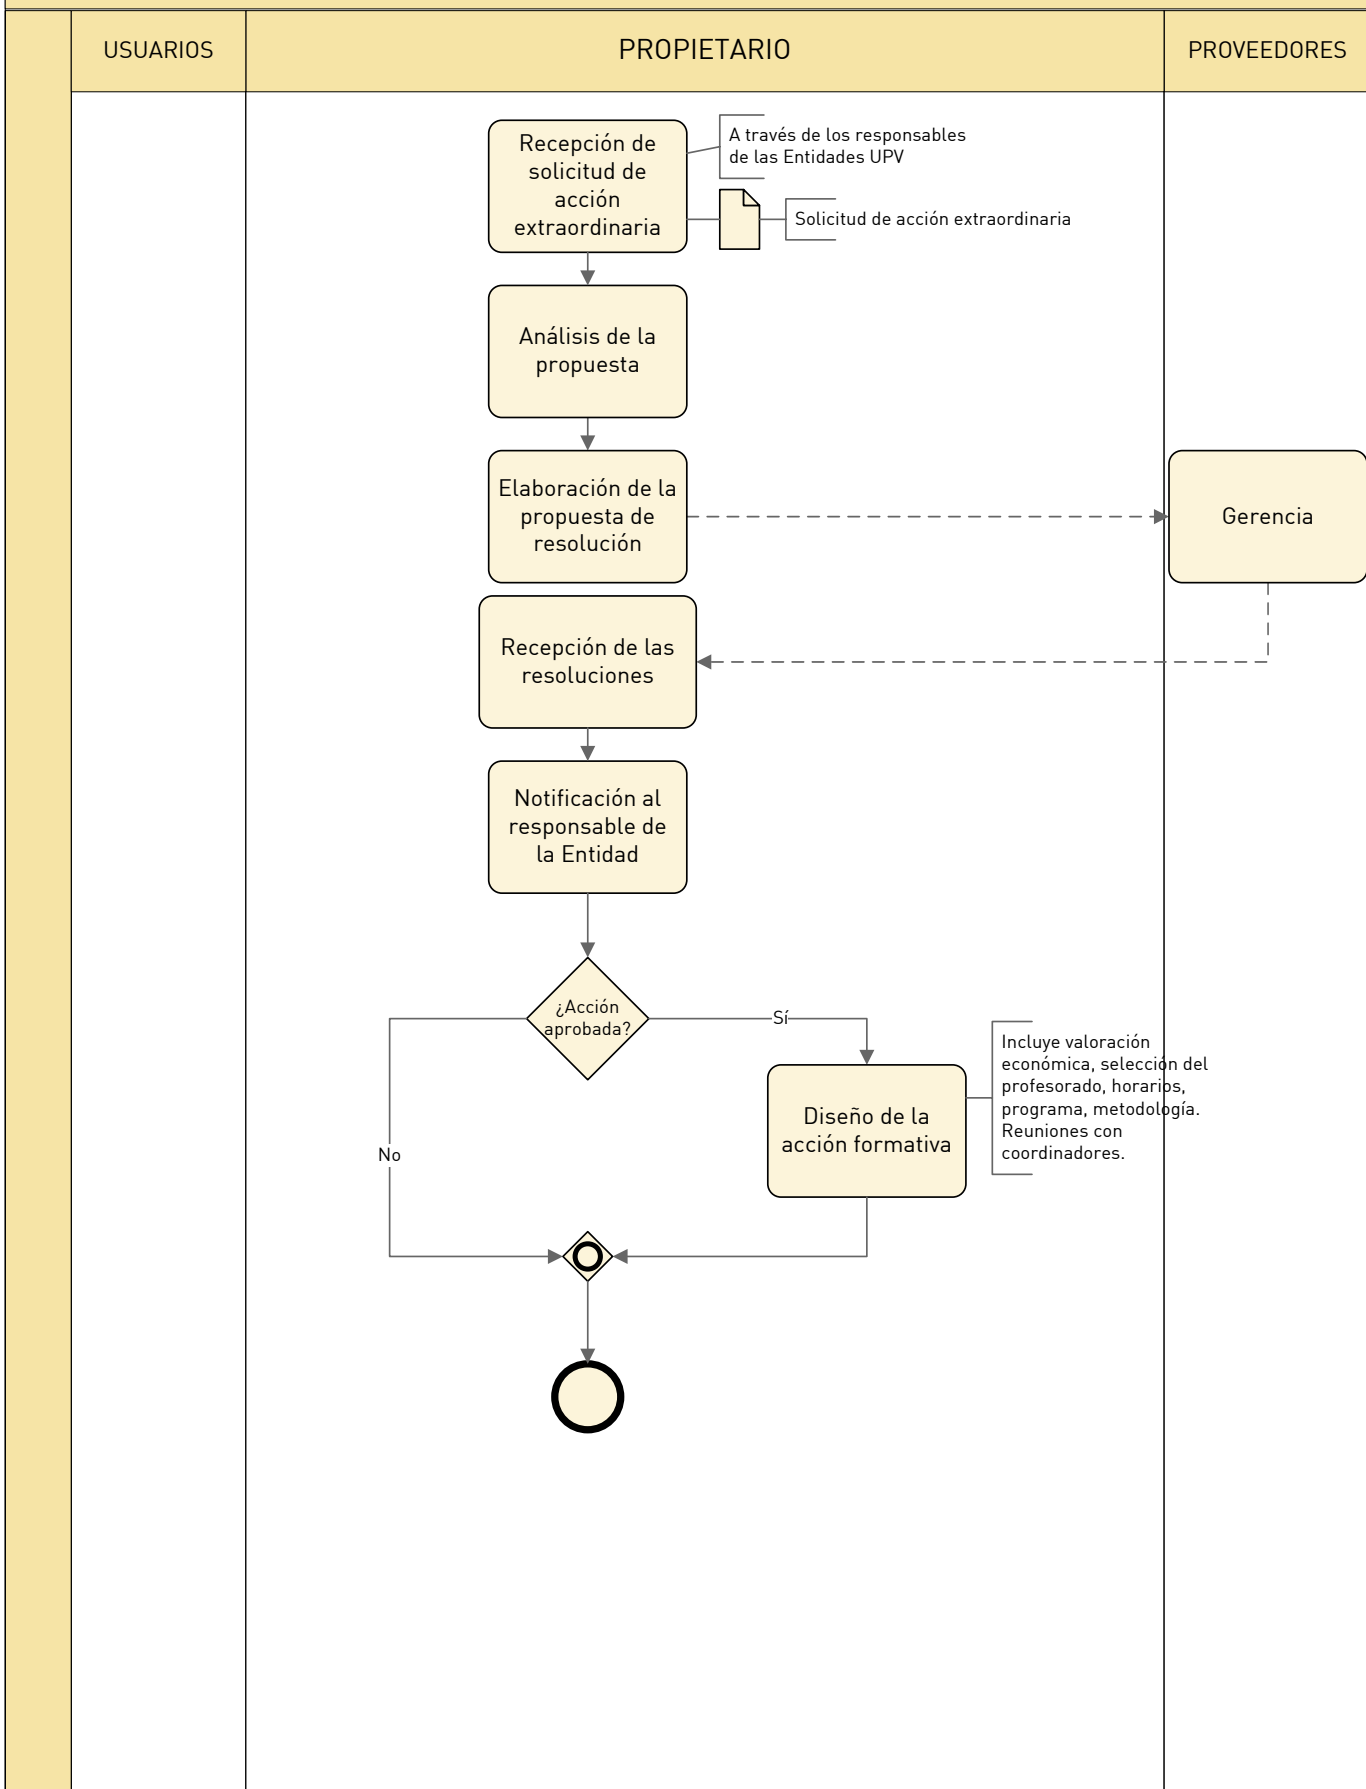 USUARIOS
PROPIETARIO
PROVEEDORES
Recepción de
solicitud de
acción
extraordinaria
A través de los responsables
de las Entidades UPV
Solicitud de acción extraordinaria
Análisis de la
propuesta
Elaboración de la
propuesta de
resolución
Gerencia
Recepción de las
resoluciones
Notificación al
responsable de
la Entidad
¿Acción
aprobada?
Sí
No
Diseño de la
acción formativa
Incluye valoración
económica, selección del
profesorado, horarios,
programa, metodología.
Reuniones con
coordinadores.